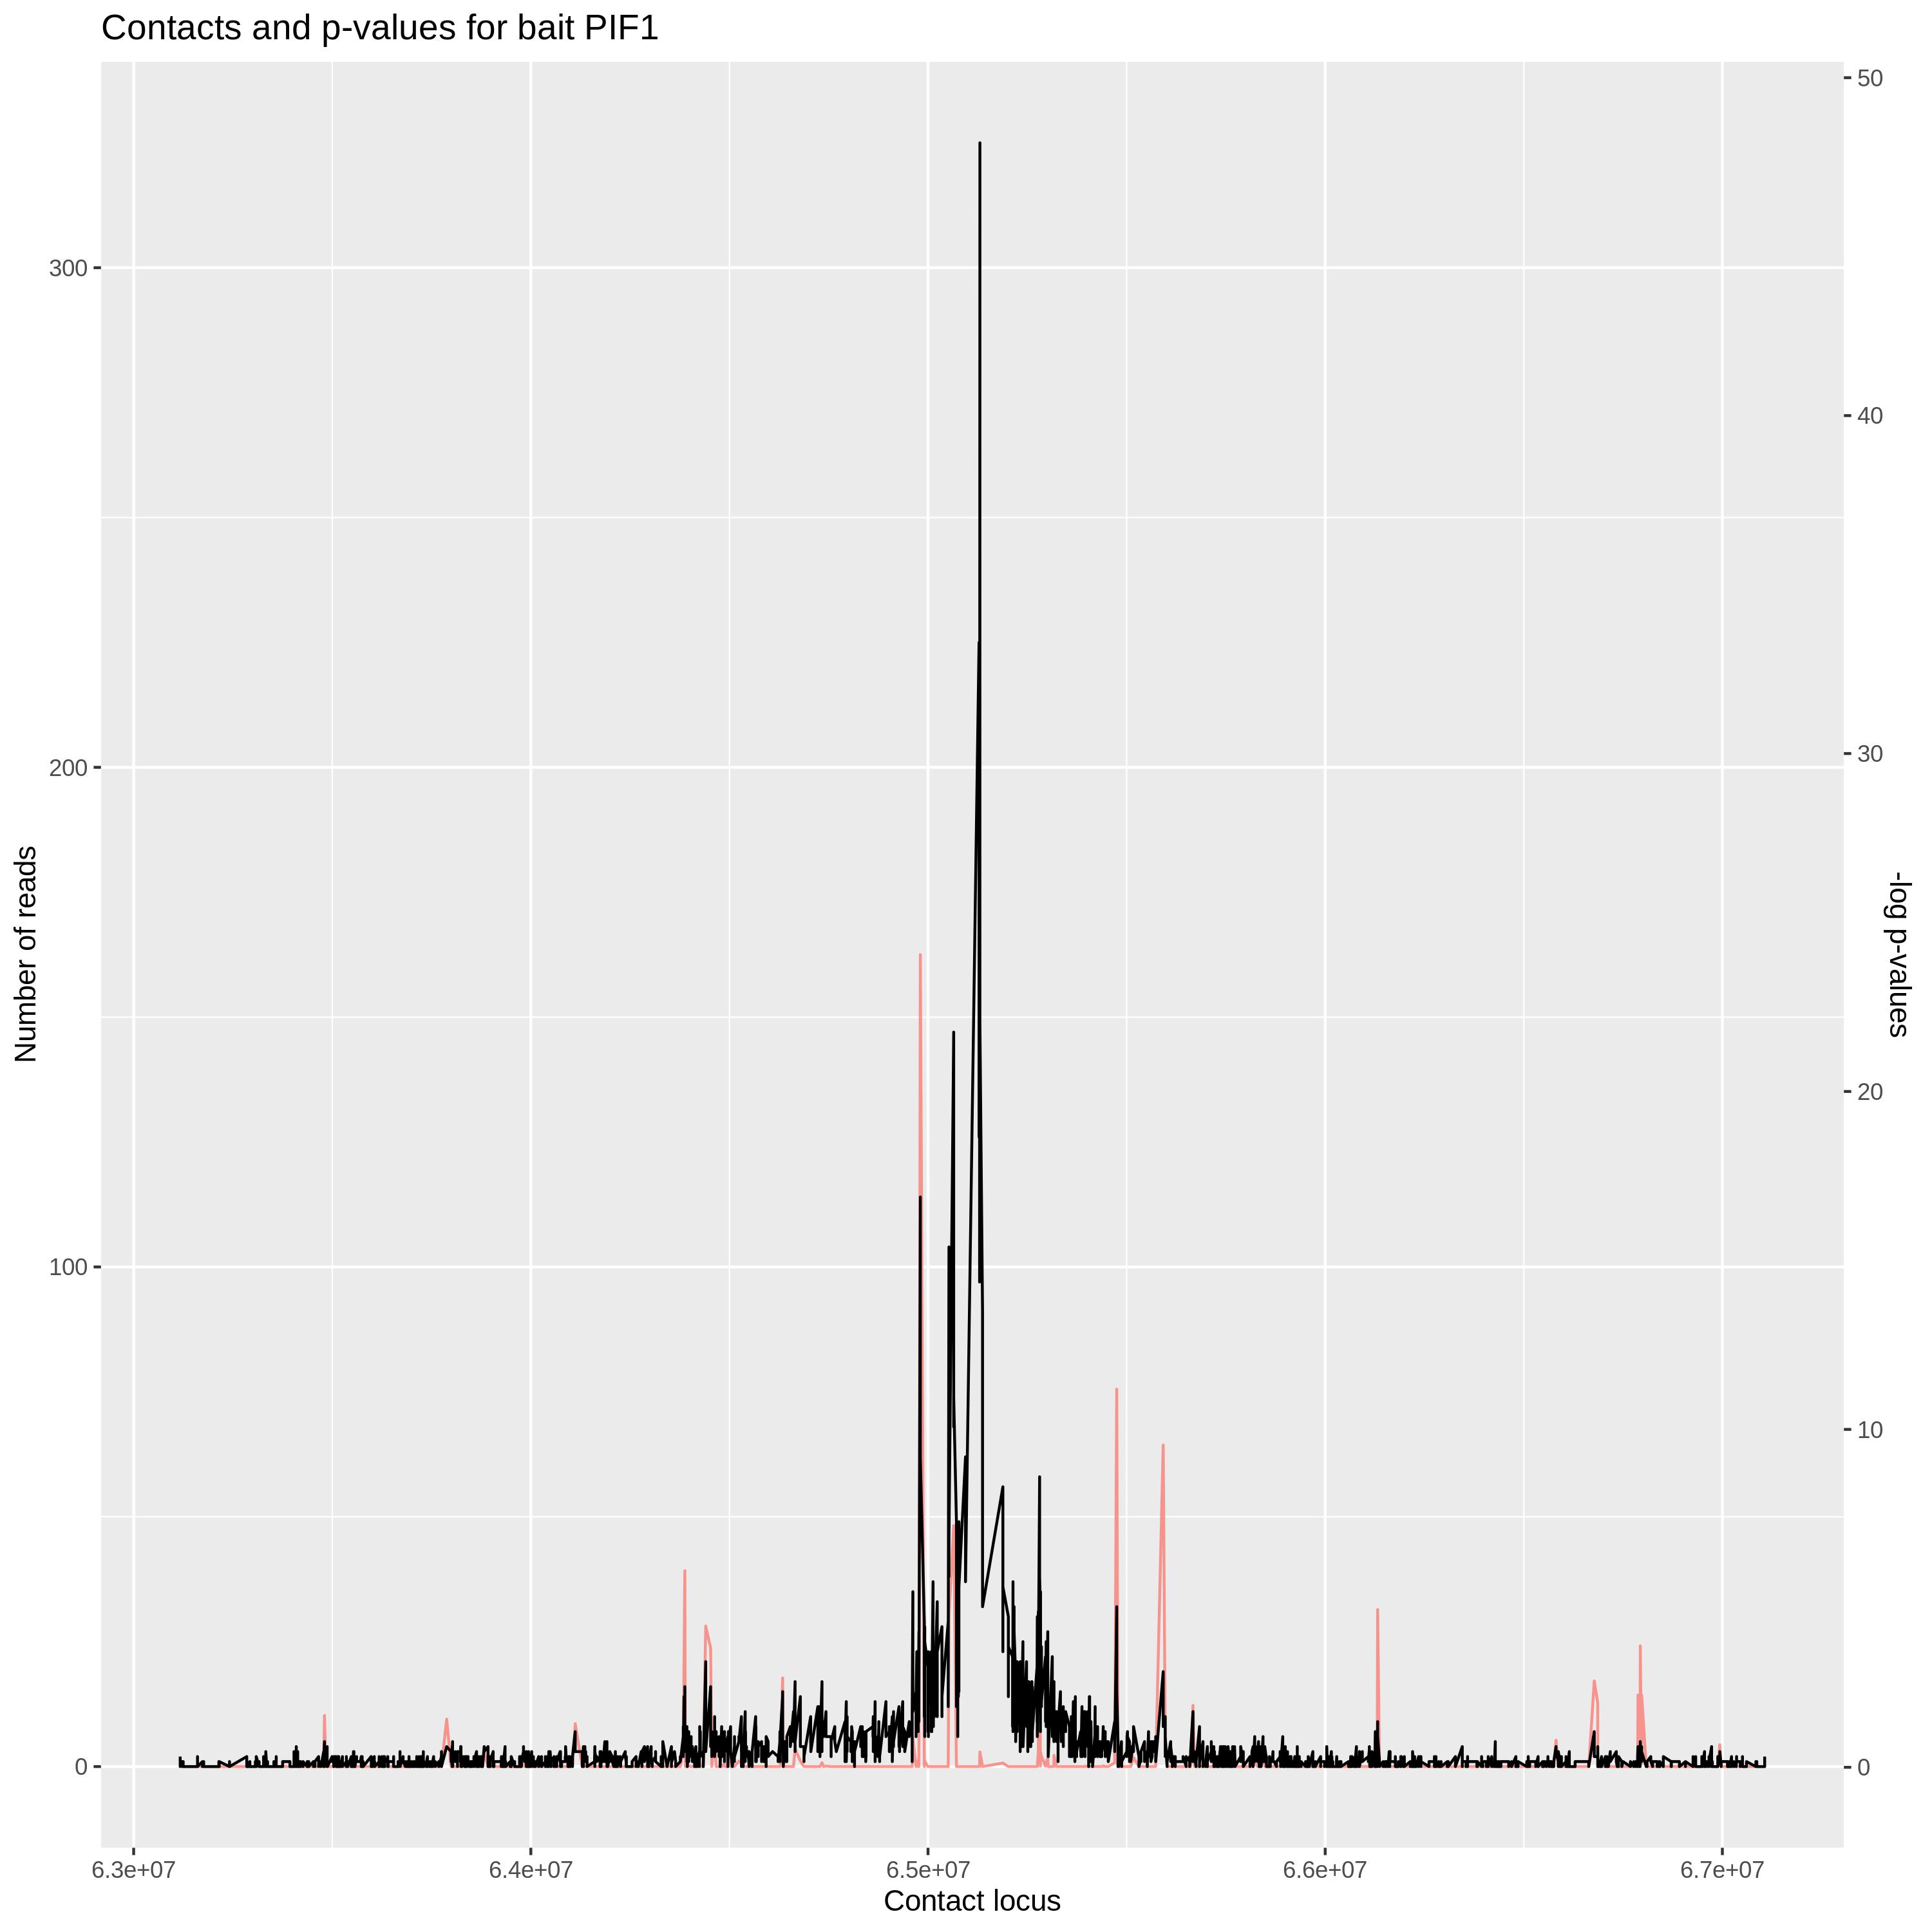 Contacts and p-values for bait PIF1
Number of reads
300
200
100
0
50
40
30
20
10
0
-log p-values
6.3e+07 6.4e+07 6.5e+07 6.6e+07 6.7e+07
Contact locus